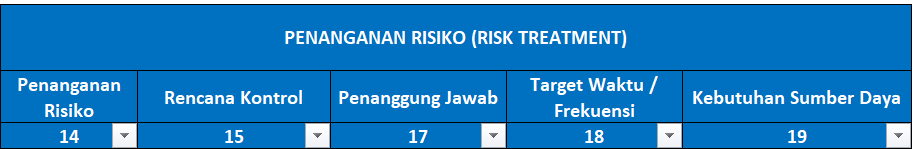 PENANGANAN RISIKO (RISK TREATMENT)
Penanganan
Risiko
Rencana Kontrol
Penanggung Jawab
Target Waktu /
Frekuensi
Kebutuhan Sumber Daya
14
15
17
18
19